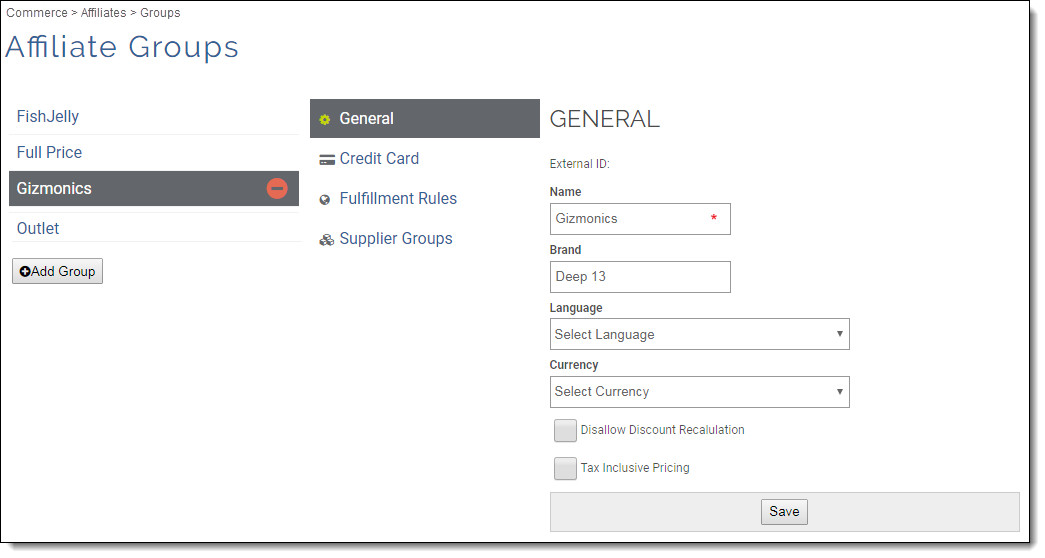 Commerce > Affiliates > Groups
Affiliate Groups
FishJelly
Full Price
Gizmonics
Outlet
Add Group
General
Credit Card
Fulfillment Rules
Supplier Groups
GENERAL
External ID:
Name
Gizmonics *
Brand
Deep 13
Language
Select Language
Currency
Select Currency
Disallow Discount Recalulation
Tax Inclusive Pricing
Save